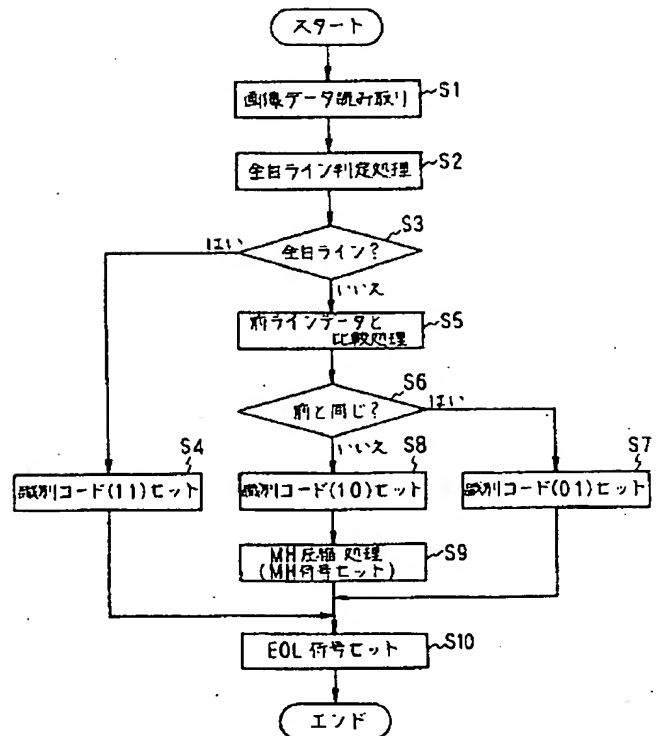 スタート
画像データ読み取り
S1
全白ライン判定処理
S2
全白ライン?
S3
はい
いいえ
前ラインデータと
比較処理
S5
前と同じ?
S6
はい
いいえ
S4
識別コード(11)セット
S8
識別コード(10)セット
S7
識別コード(01)セット
MH圧縮処理
(MH符号セット)
S9
EOL符号セット
S10
エンド